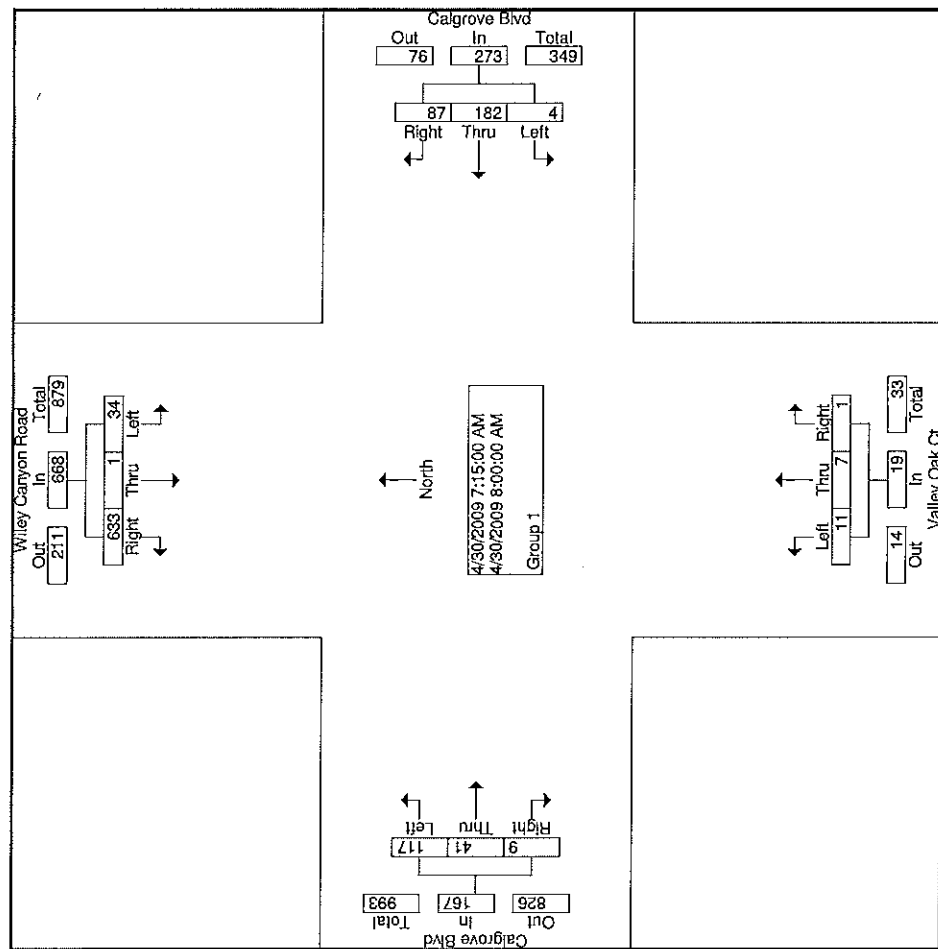 Calgrove Blvd
Out In Total
76 273 349
87 182 4
Right Thru Left
Wiley Canyon Road
Out In Total
211 668 879
633 1 34
Right Thru Left
North
4/30/2009 7:15:00 AM
4/30/2009 8:00:00 AM
Group 1
Left Thru Right
11 7 1
14 19 33
Out In Total
Valley Oak Ct
Left Thru Right
117 41 9
993 167 826
Total In Out
Calgrove Blvd